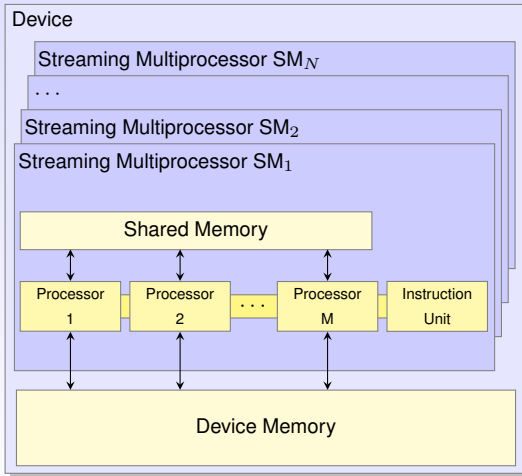 Device
Streaming Multiprocessor SM_N
...
Streaming Multiprocessor SM_2
Streaming Multiprocessor SM_1
Shared Memory
Processor 1
Processor 2
...
Processor M
Instruction Unit
Device Memory